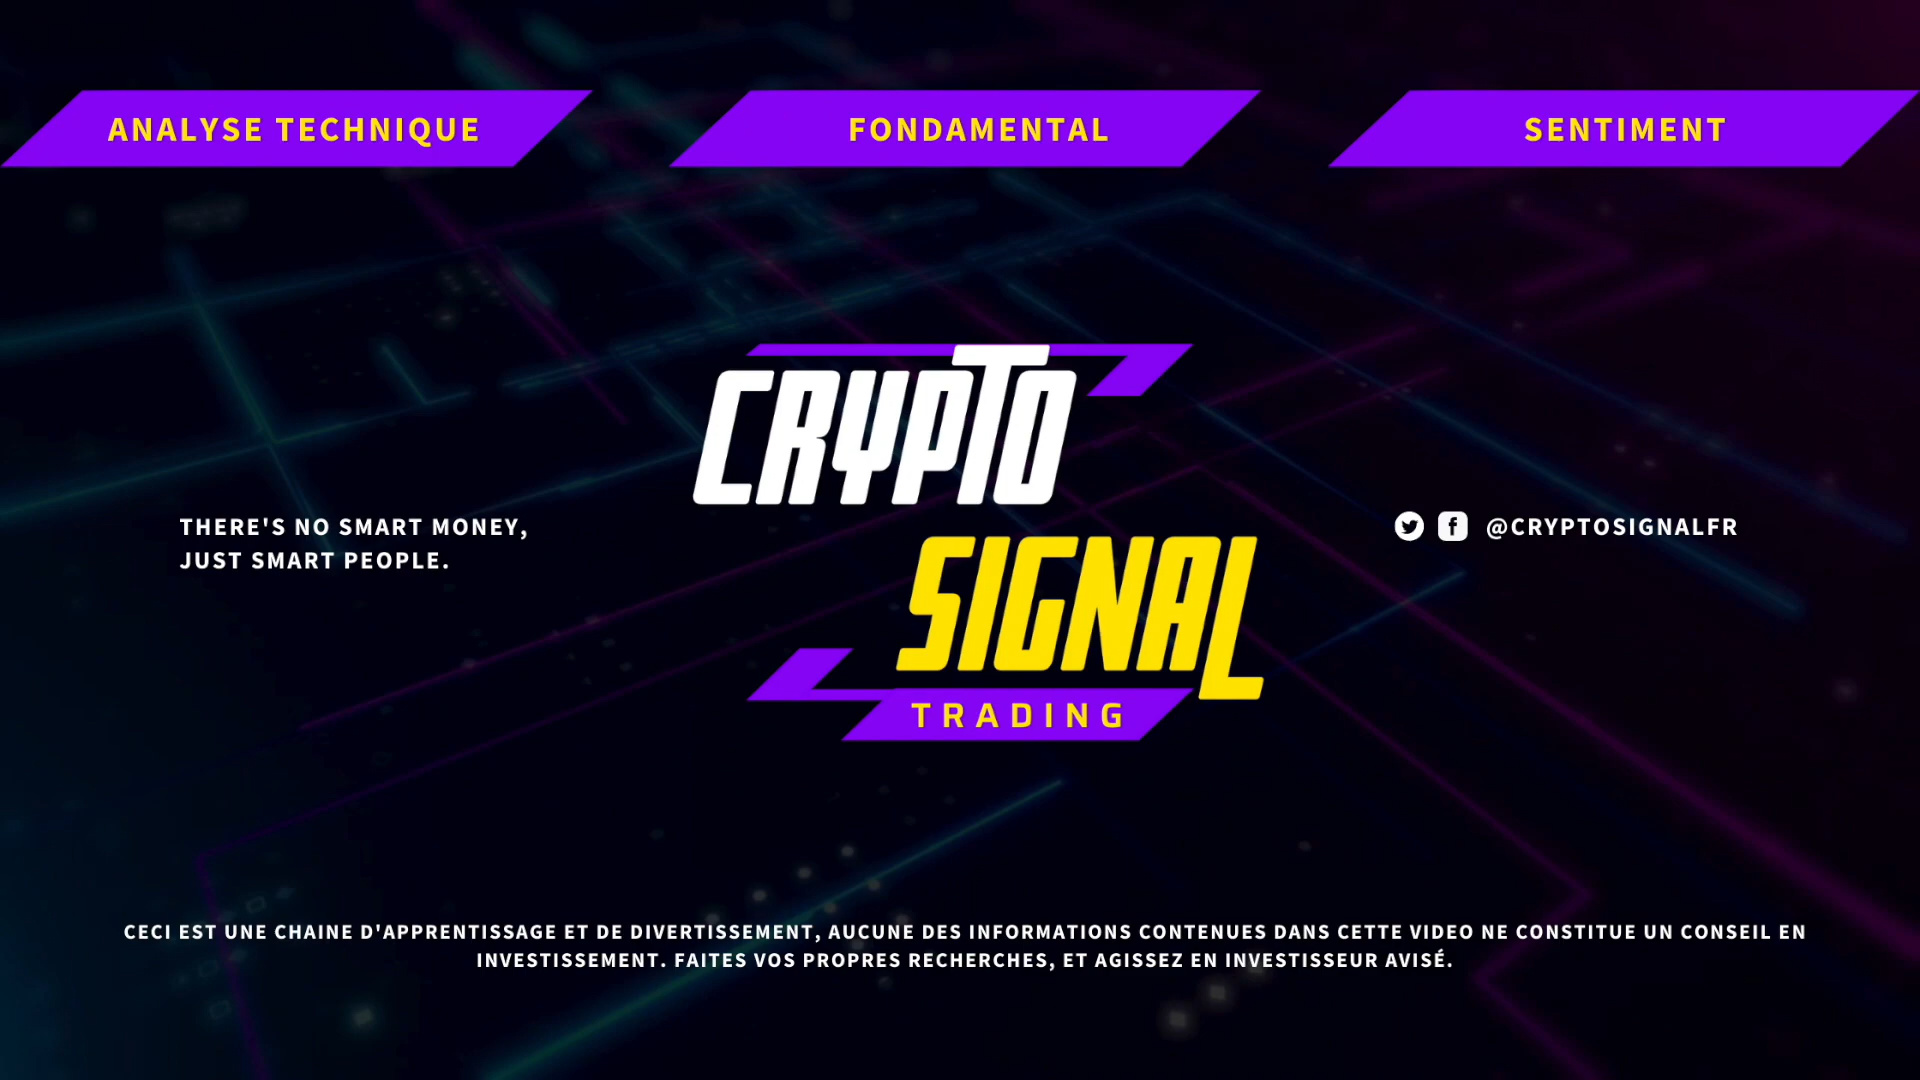 ANALYSE TECHNIQUE
FONDAMENTAL
SENTIMENT
CRYPTO
SIGNAL
TRADING
THERE'S NO SMART MONEY,
JUST SMART PEOPLE.
@CRYPTOSIGNALFR
CECI EST UNE CHAINE D'APPRENTISSAGE ET DE DIVERTISSEMENT, AUCUNE DES INFORMATIONS CONTENUES DANS CETTE VIDEO NE CONSTITUE UN CONSEIL EN
INVESTISSEMENT. FAITES VOS PROPRES RECHERCHES, ET AGISSEZ EN INVESTISSEUR AVISÉ.